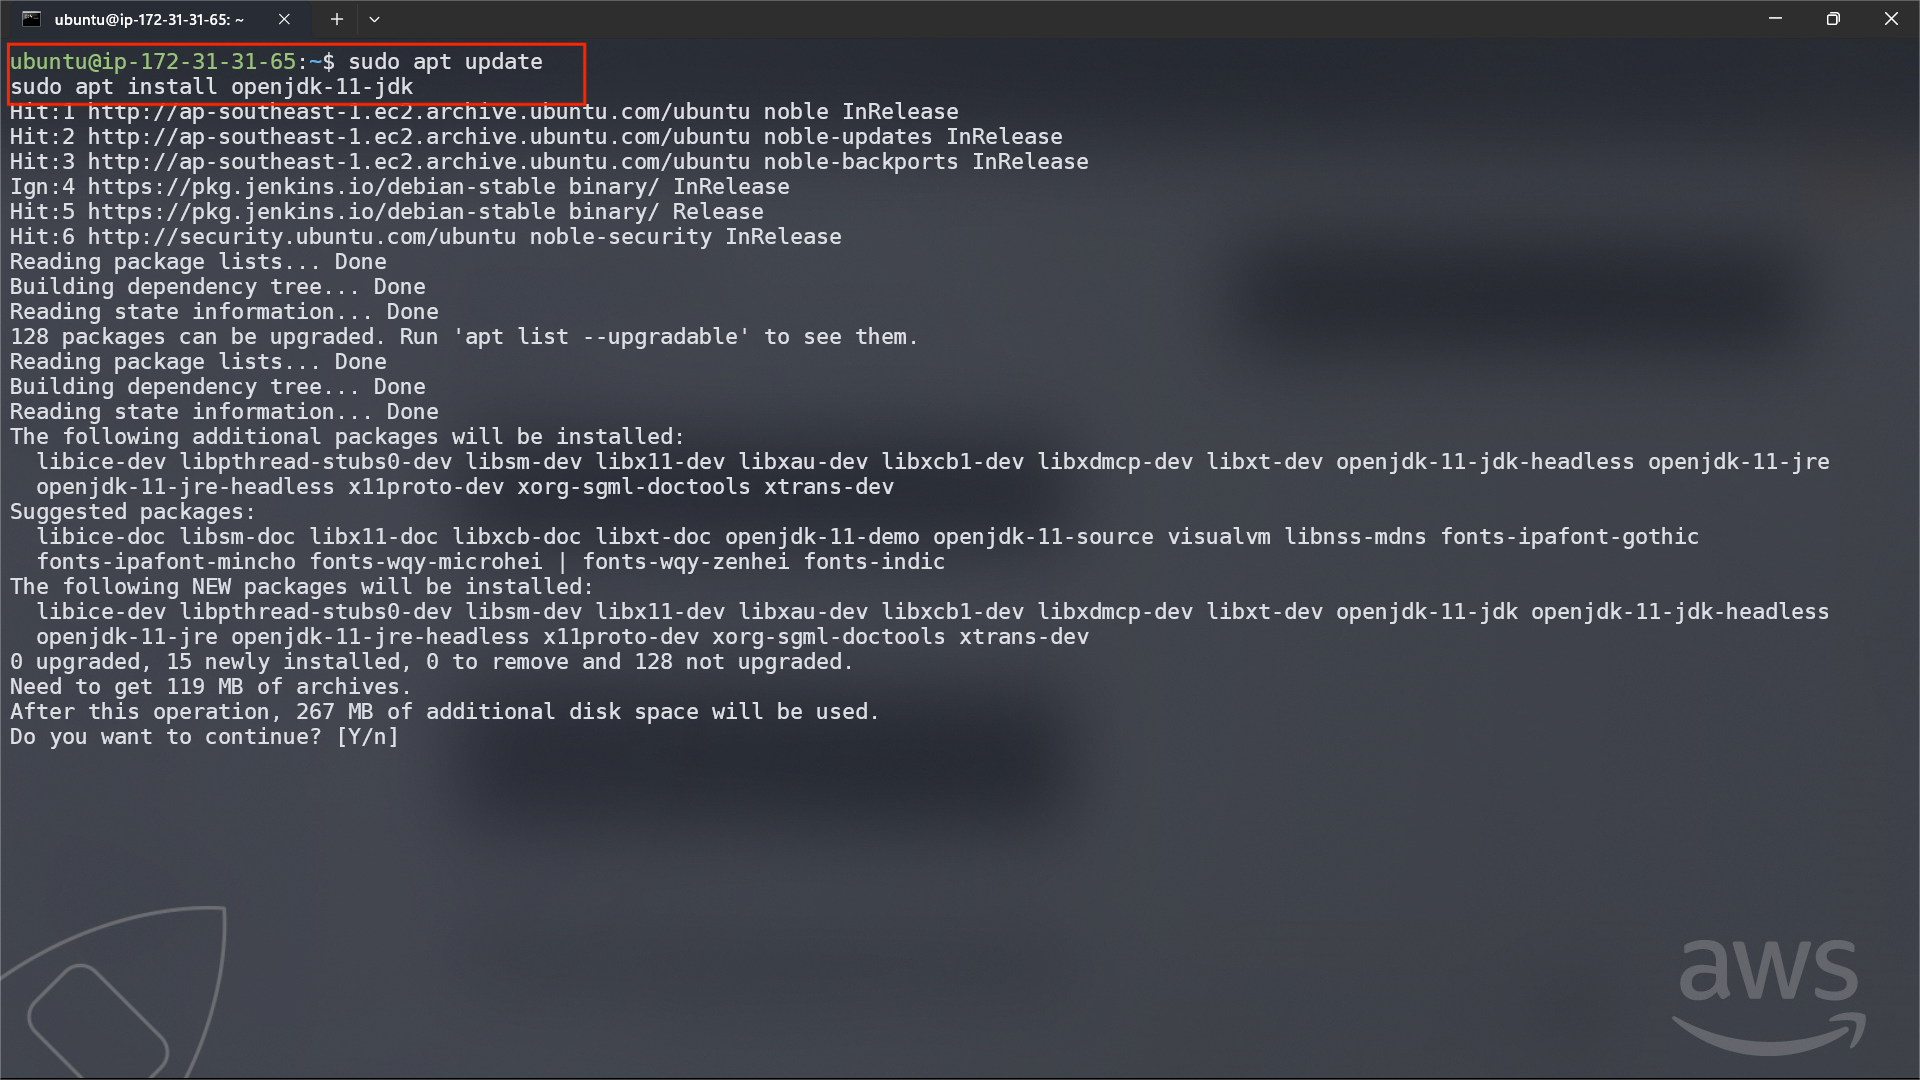 ubuntu@ip-172-31-31-65: ~
ubuntu@ip-172-31-31-65:~$ sudo apt update
sudo apt install openjdk-11-jdk
Hit:1 http://ap-southeast-1.ec2.archive.ubuntu.com/ubuntu noble InRelease
Hit:2 http://ap-southeast-1.ec2.archive.ubuntu.com/ubuntu noble-updates InRelease
Hit:3 http://ap-southeast-1.ec2.archive.ubuntu.com/ubuntu noble-backports InRelease
Ign:4 https://pkg.jenkins.io/debian-stable binary/ InRelease
Hit:5 https://pkg.jenkins.io/debian-stable binary/ Release
Hit:6 http://security.ubuntu.com/ubuntu noble-security InRelease
Reading package lists... Done
Building dependency tree... Done
Reading state information... Done
128 packages can be upgraded. Run 'apt list --upgradable' to see them.
Reading package lists... Done
Building dependency tree... Done
Reading state information... Done
The following additional packages will be installed:
  libice-dev libpthread-stubs0-dev libsm-dev libx11-dev libxau-dev libxcb1-dev libxdmcp-dev libxt-dev openjdk-11-jdk-headless openjdk-11-jre
  openjdk-11-jre-headless x11proto-dev xorg-sgml-doctools xtrans-dev
Suggested packages:
  libice-doc libsm-doc libx11-doc libxcb-doc libxt-doc openjdk-11-demo openjdk-11-source visualvm libnss-mdns fonts-ipafont-gothic
  fonts-ipafont-mincho fonts-wqy-microhei | fonts-wqy-zenhei fonts-indic
The following NEW packages will be installed:
  libice-dev libpthread-stubs0-dev libsm-dev libx11-dev libxau-dev libxcb1-dev libxdmcp-dev libxt-dev openjdk-11-jdk openjdk-11-jdk-headless
  openjdk-11-jre openjdk-11-jre-headless x11proto-dev xorg-sgml-doctools xtrans-dev
0 upgraded, 15 newly installed, 0 to remove and 128 not upgraded.
Need to get 119 MB of archives.
After this operation, 267 MB of additional disk space will be used.
Do you want to continue? [Y/n]
aws